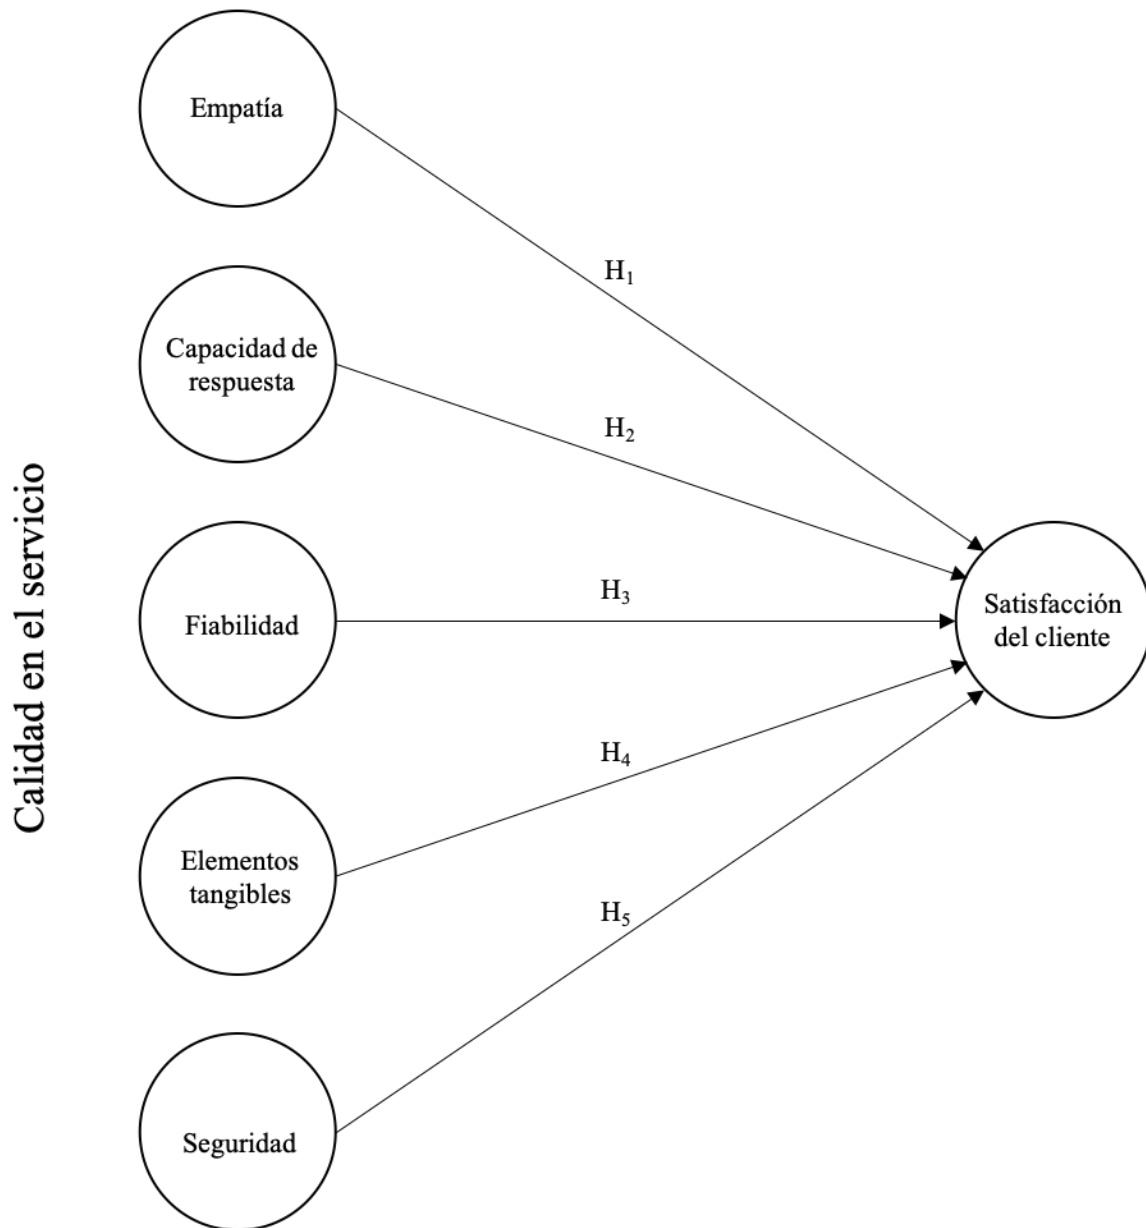 Calidad en el servicio
Empatía
H₁
Capacidad de
respuesta
H₂
Fiabilidad
H₃
Satisfacción
del cliente
Elementos
tangibles
H₄
Seguridad
H₅